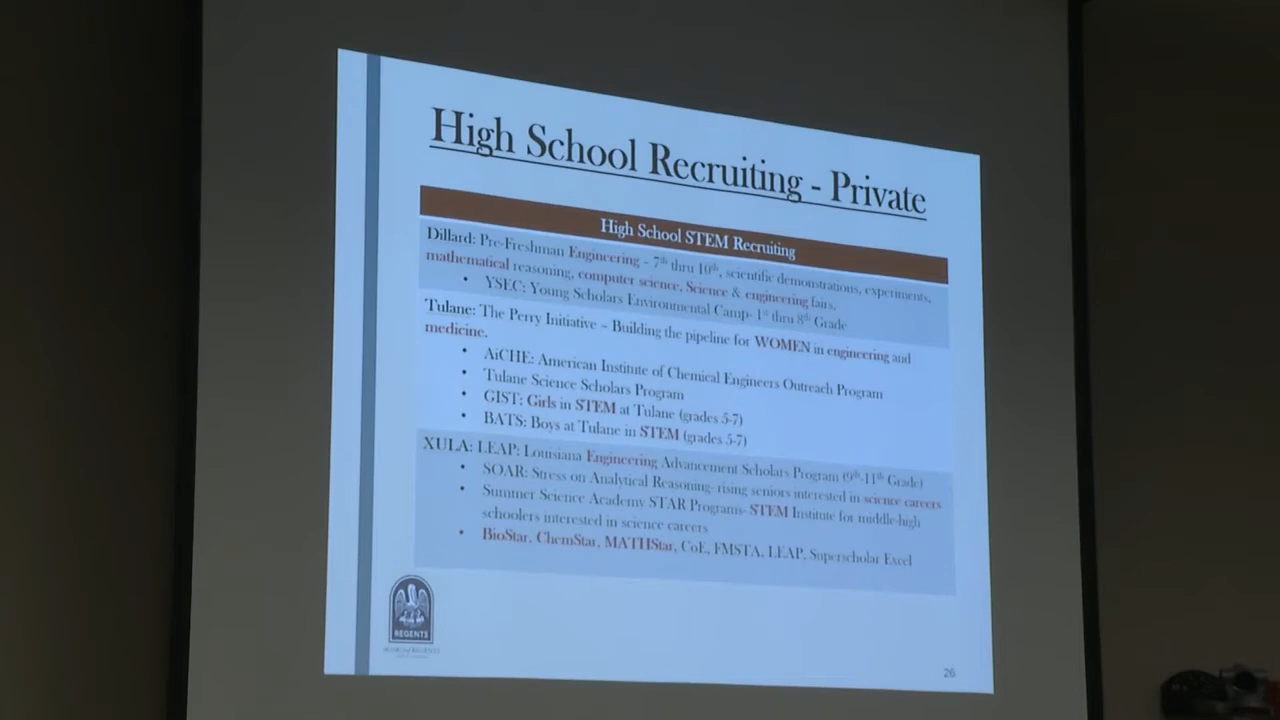 High School Recruiting - Private
High School STEM Recruiting
Dillard: Pre-Freshman Engineering - 7th thru 10th, scientific demonstrations, experiments,
mathematical reasoning, computer science, Science & engineering fairs.
• YSEC: Young Scholars Environmental Camp- 1st thru 8th Grade
Tulane: The Perry Initiative - Building the pipeline for WOMEN in engineering and
medicine.
• AiCHE: American Institute of Chemical Engineers Outreach Program
• Tulane Science Scholars Program
• GIST: Girls in STEM at Tulane (grades 5-7)
• BATS: Boys at Tulane in STEM (grades 5-7)
XULA: LEAP: Louisiana Engineering Advancement Scholars Program (9th-11th Grade)
• SOAR: Stress on Analytical Reasoning- rising seniors interested in science careers
• Summer Science Academy STAR Programs- STEM Institute for middle-high
schoolers interested in science careers
• BioStar, ChemStar, MATHStar, CoE, FMSTA, LEAP, Superscholar Excel
REGENTS
BOARD of REGENTS
26